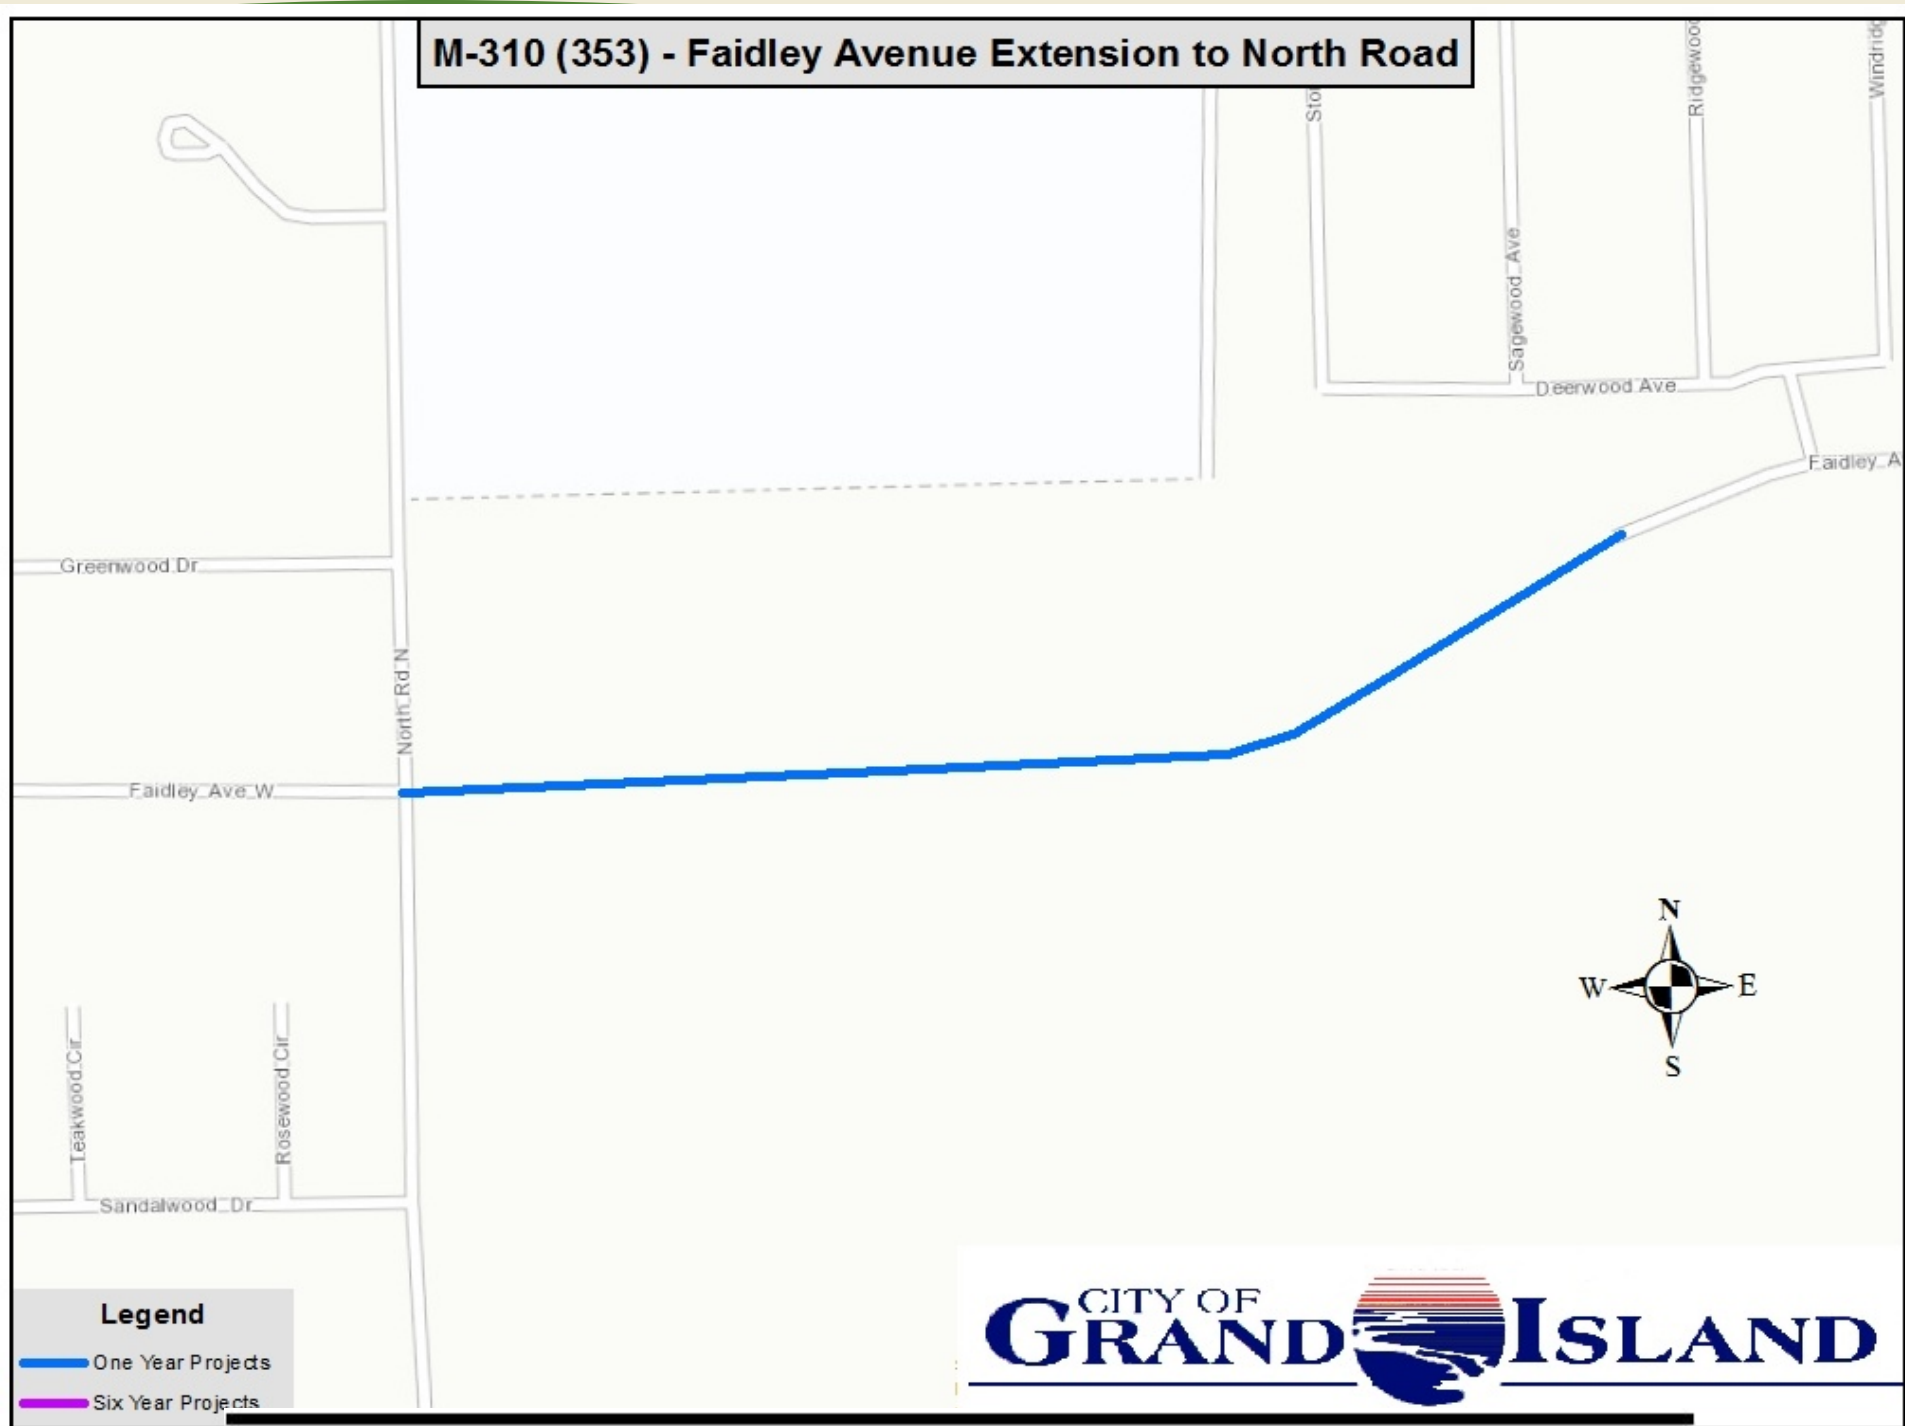 M-310 (353) - Faidley Avenue Extension to North Road
Ridgewood
Sagewood Ave
Deerwood Ave
Faidley A
Greenwood Dr
North Rd N
Faidley Ave W
N
W
E
S
Teakwood Cir
Rosewood Cir
Sandalwood Dr
Legend
One Year Projects
Six Year Projects
CITY OF
GRAND ISLAND